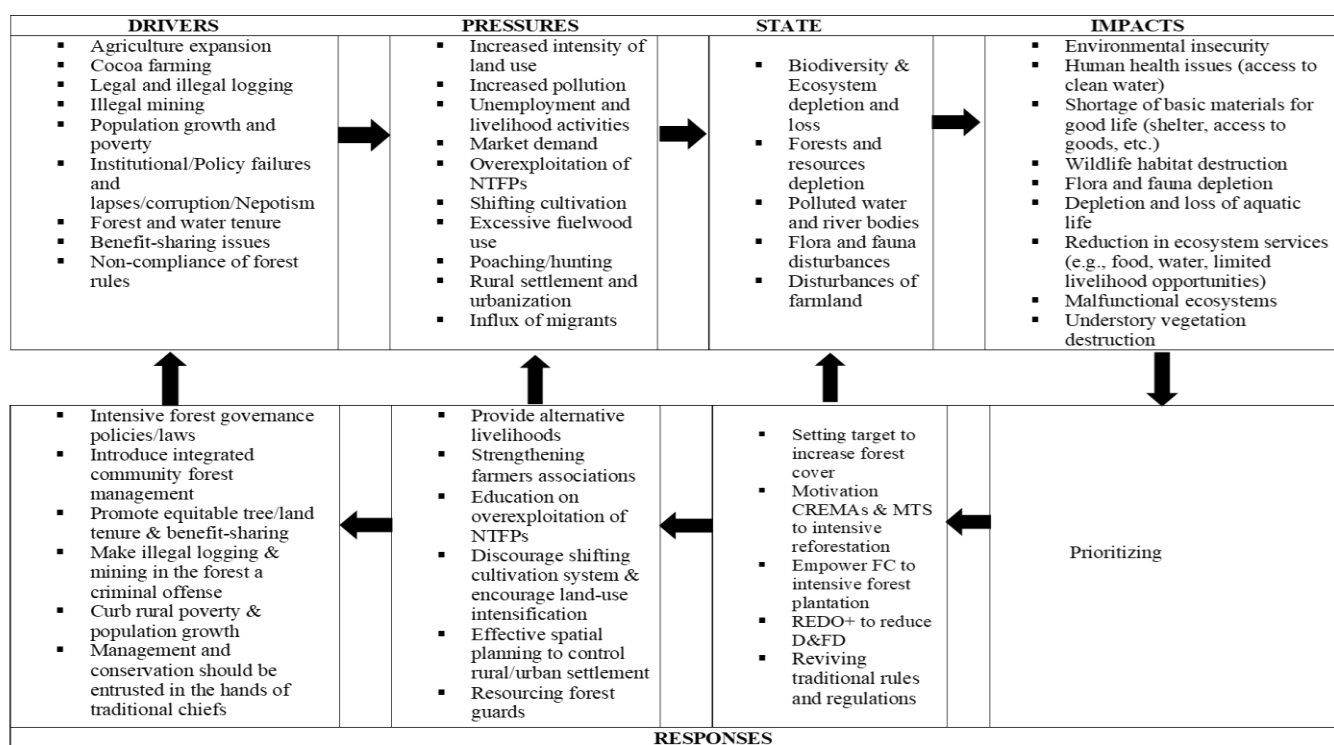 DRIVERS
▪ Agriculture expansion
▪ Cocoa farming
▪ Legal and illegal logging
▪ Illegal mining
▪ Population growth and
poverty
▪ Institutional/Policy failures
and
lapses/corruption/Nepotism
▪ Forest and water tenure
▪ Benefit-sharing issues
▪ Non-compliance of forest
rules
PRESSURES
▪ Increased intensity of
land use
▪ Increased pollution
▪ Unemployment and
livelihood activities
▪ Market demand
▪ Overexploitation of
NTFPs
▪ Shifting cultivation
▪ Excessive fuelwood
use
▪ Poaching/hunting
▪ Rural settlement and
urbanization
▪ Influx of migrants
STATE
▪ Biodiversity &
Ecosystem
depletion and
loss
▪ Forests and
resources
depletion
▪ Polluted water
and river bodies
▪ Flora and fauna
disturbances
▪ Disturbances of
farmland
IMPACTS
▪ Environmental insecurity
▪ Human health issues (access to
clean water)
▪ Shortage of basic materials for
good life (shelter, access to
goods, etc.)
▪ Wildlife habitat destruction
▪ Flora and fauna depletion
▪ Depletion and loss of aquatic
life
▪ Reduction in ecosystem services
(e.g., food, water, limited
livelihood opportunities)
▪ Malfunctional ecosystems
▪ Understory vegetation
destruction
▪ Intensive forest governance
policies/laws
▪ Introduce integrated
community forest
management
▪ Promote equitable tree/land
tenure & benefit-sharing
▪ Make illegal logging &
mining in the forest a
criminal offense
▪ Curb rural poverty &
population growth
▪ Management and
conservation should be
entrusted in the hands of
traditional chiefs
▪ Provide alternative
livelihoods
▪ Strengthening
farmers associations
▪ Education on
overexploitation of
NTFPs
▪ Discourage shifting
cultivation system &
encourage land-use
intensification
▪ Effective spatial
planning to control
rural/urban settlement
▪ Resourcing forest
guards
▪ Setting target to
increase forest
cover
▪ Motivation
CREMAs & MTS
to intensive
reforestation
▪ Empower FC to
intensive forest
plantation
▪ REDO+ to reduce
D&FD
▪ Reviving
traditional rules
and regulations
Prioritizing
RESPONSES